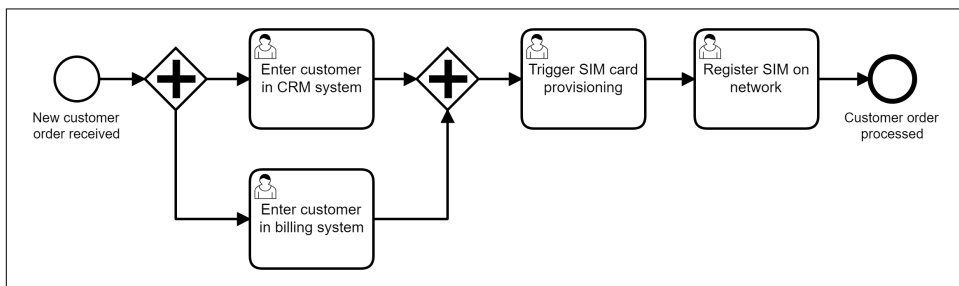 New customer
order received
Enter customer
in CRM system
Enter customer
in billing system
Trigger SIM card
provisioning
Register SIM on
network
Customer order
processed